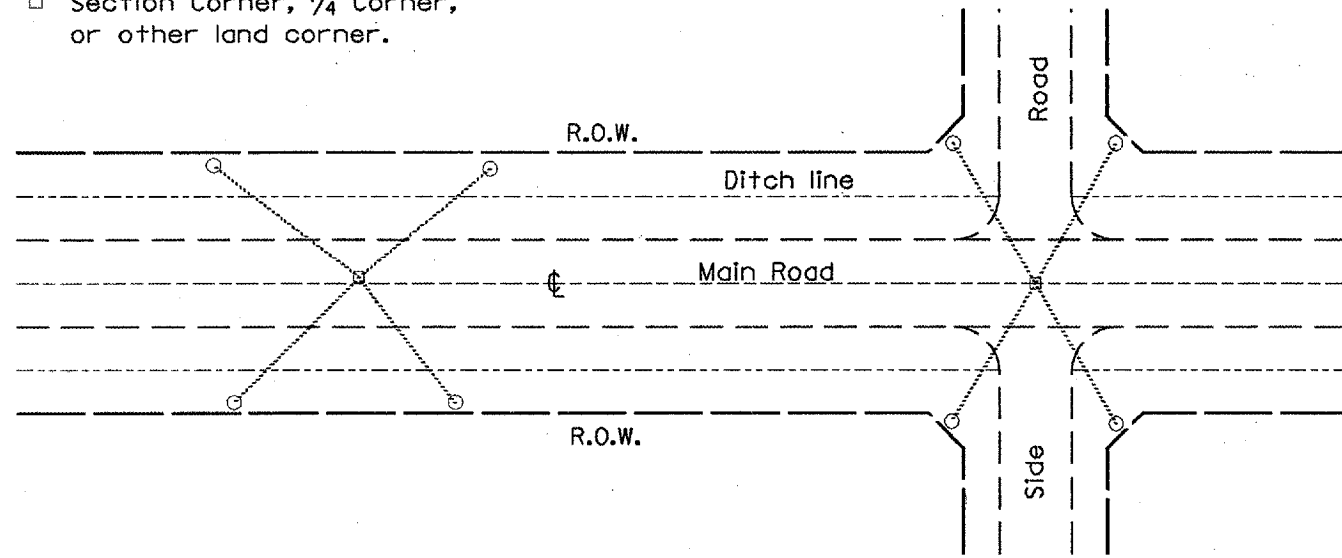 □ Section Corner, 1/4 Corner,
or other land corner.
R.O.W.
Road
Ditch line
Main Road
℄
R.O.W.
Side